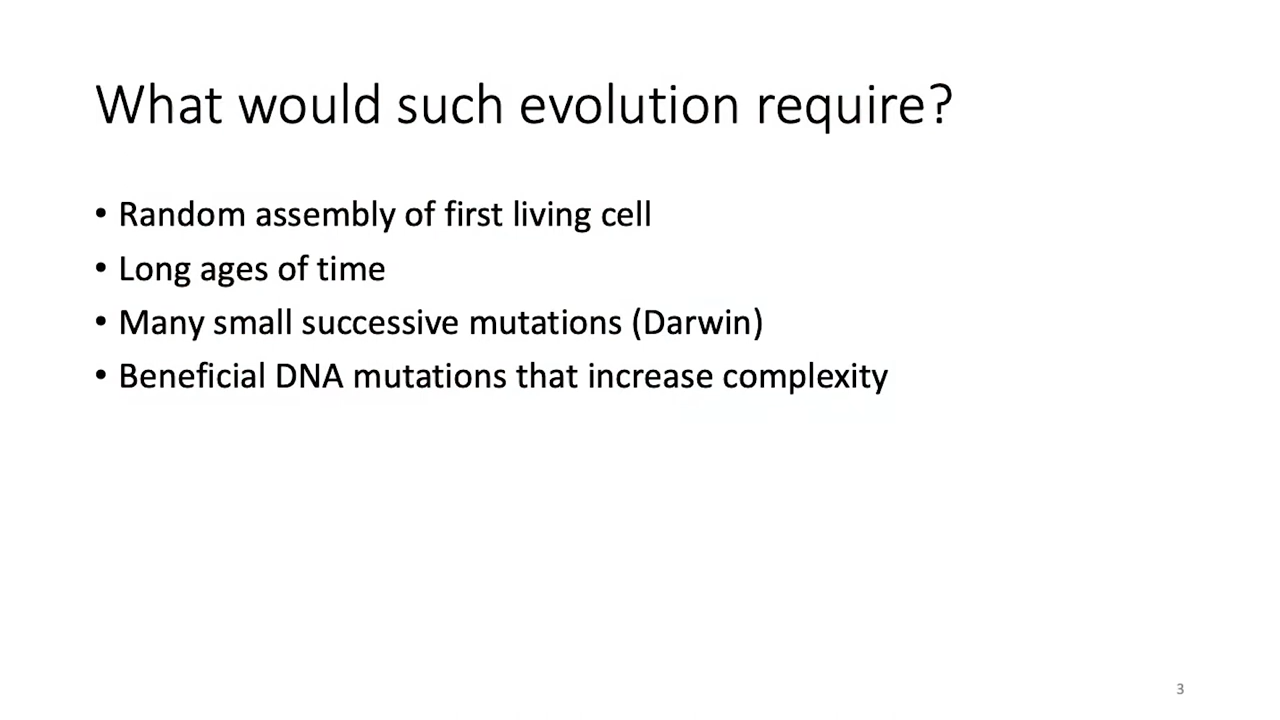 What would such evolution require?
• Random assembly of first living cell
• Long ages of time
• Many small successive mutations (Darwin)
• Beneficial DNA mutations that increase complexity
3